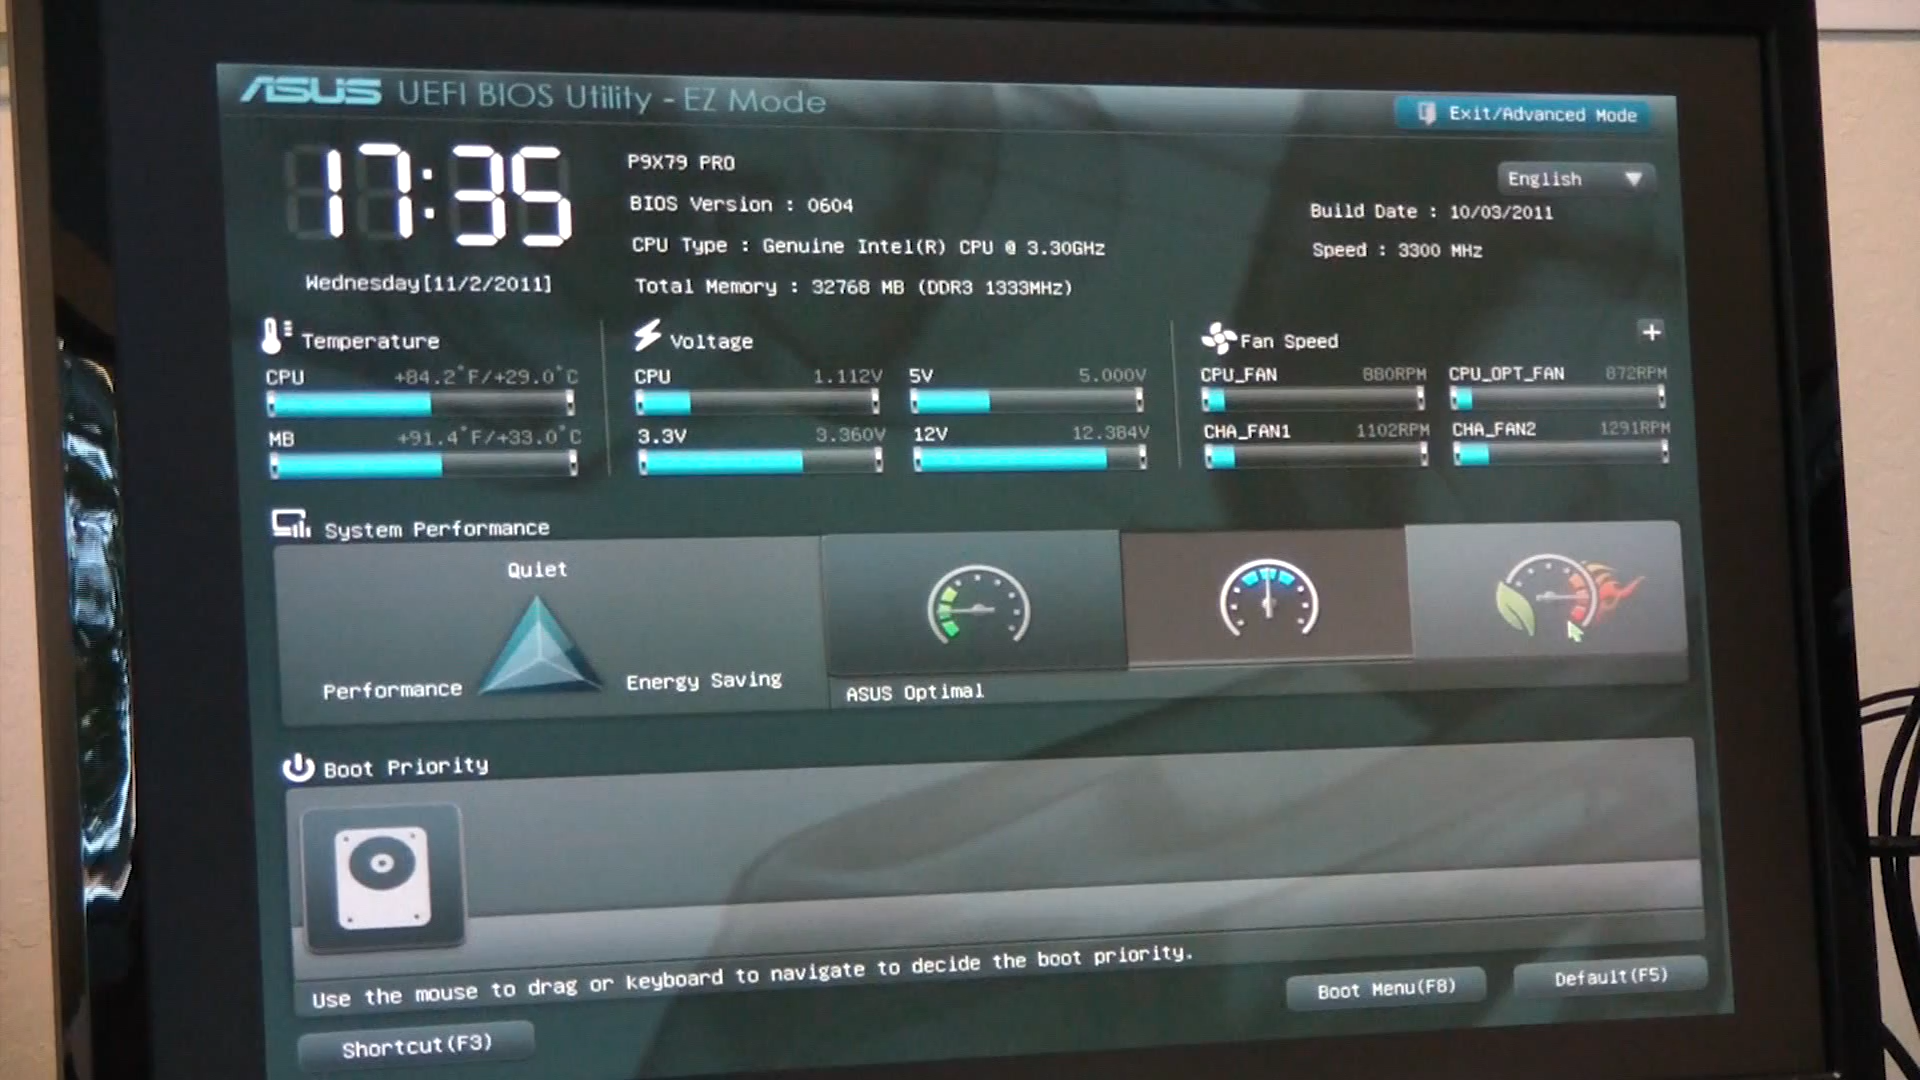 ASUS UEFI BIOS Utility - EZ Mode
Exit/Advanced Mode
17:35
Wednesday[11/2/2011]
P9X79 PRO
BIOS Version : 0604
CPU Type : Genuine Intel(R) CPU @ 3.30GHz
Total Memory : 32768 MB (DDR3 1333MHz)
English
Build Date : 10/03/2011
Speed : 3300 MHz
Temperature
CPU +84.2°F/+29.0°C
MB +91.4°F/+33.0°C
Voltage
CPU 1.112V 5V 5.000V
3.3V 3.360V 12V 12.384V
Fan Speed +
CPU_FAN 880RPM CPU_OPT_FAN 872RPM
CHA_FAN1 1102RPM CHA_FAN2 1291RPM
System Performance
Quiet
Performance Energy Saving
ASUS Optimal
Boot Priority
Use the mouse to drag or keyboard to navigate to decide the boot priority.
Boot Menu(F8) Default(F5)
Shortcut(F3)